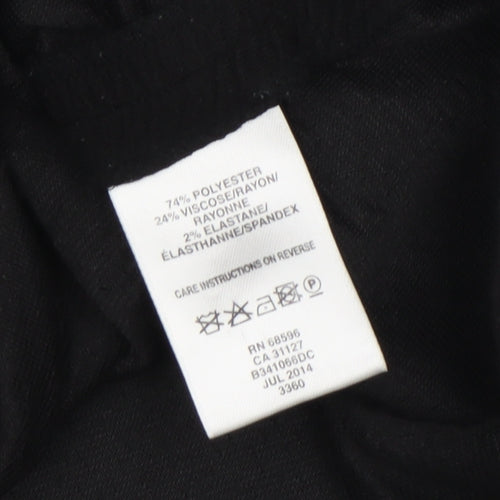 74% POLYESTER
24% VISCOSE/RAYON/
RAYONNE
2% ELASTANE/
ÉLASTHANNE/SPANDEX
CARE INSTRUCTIONS ON REVERSE
P
RN 68596
CA 31127
B341066DC
JUL 2014
3360